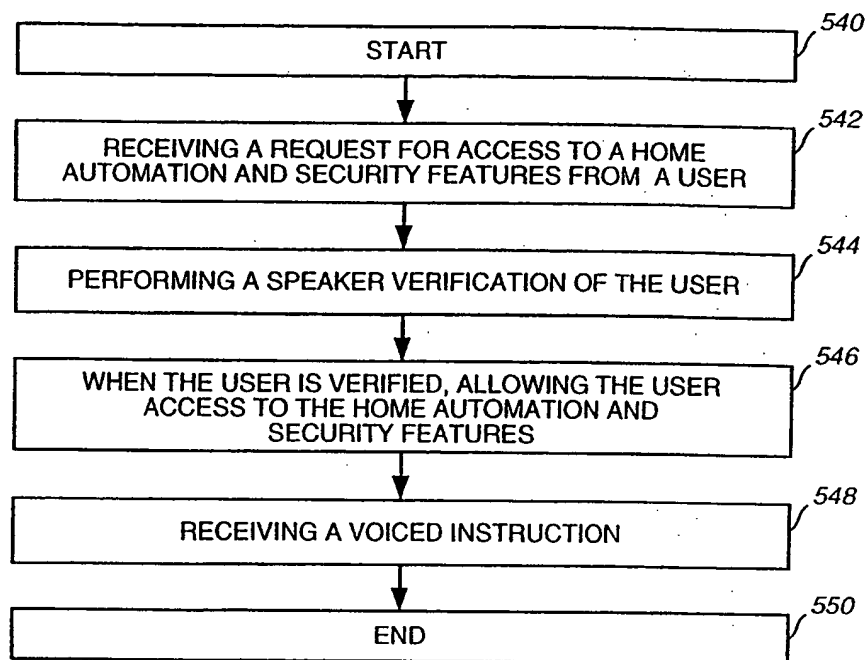 540
START
542
RECEIVING A REQUEST FOR ACCESS TO A HOME
AUTOMATION AND SECURITY FEATURES FROM A USER
544
PERFORMING A SPEAKER VERIFICATION OF THE USER
546
WHEN THE USER IS VERIFIED, ALLOWING THE USER
ACCESS TO THE HOME AUTOMATION AND
SECURITY FEATURES
548
RECEIVING A VOICED INSTRUCTION
550
END